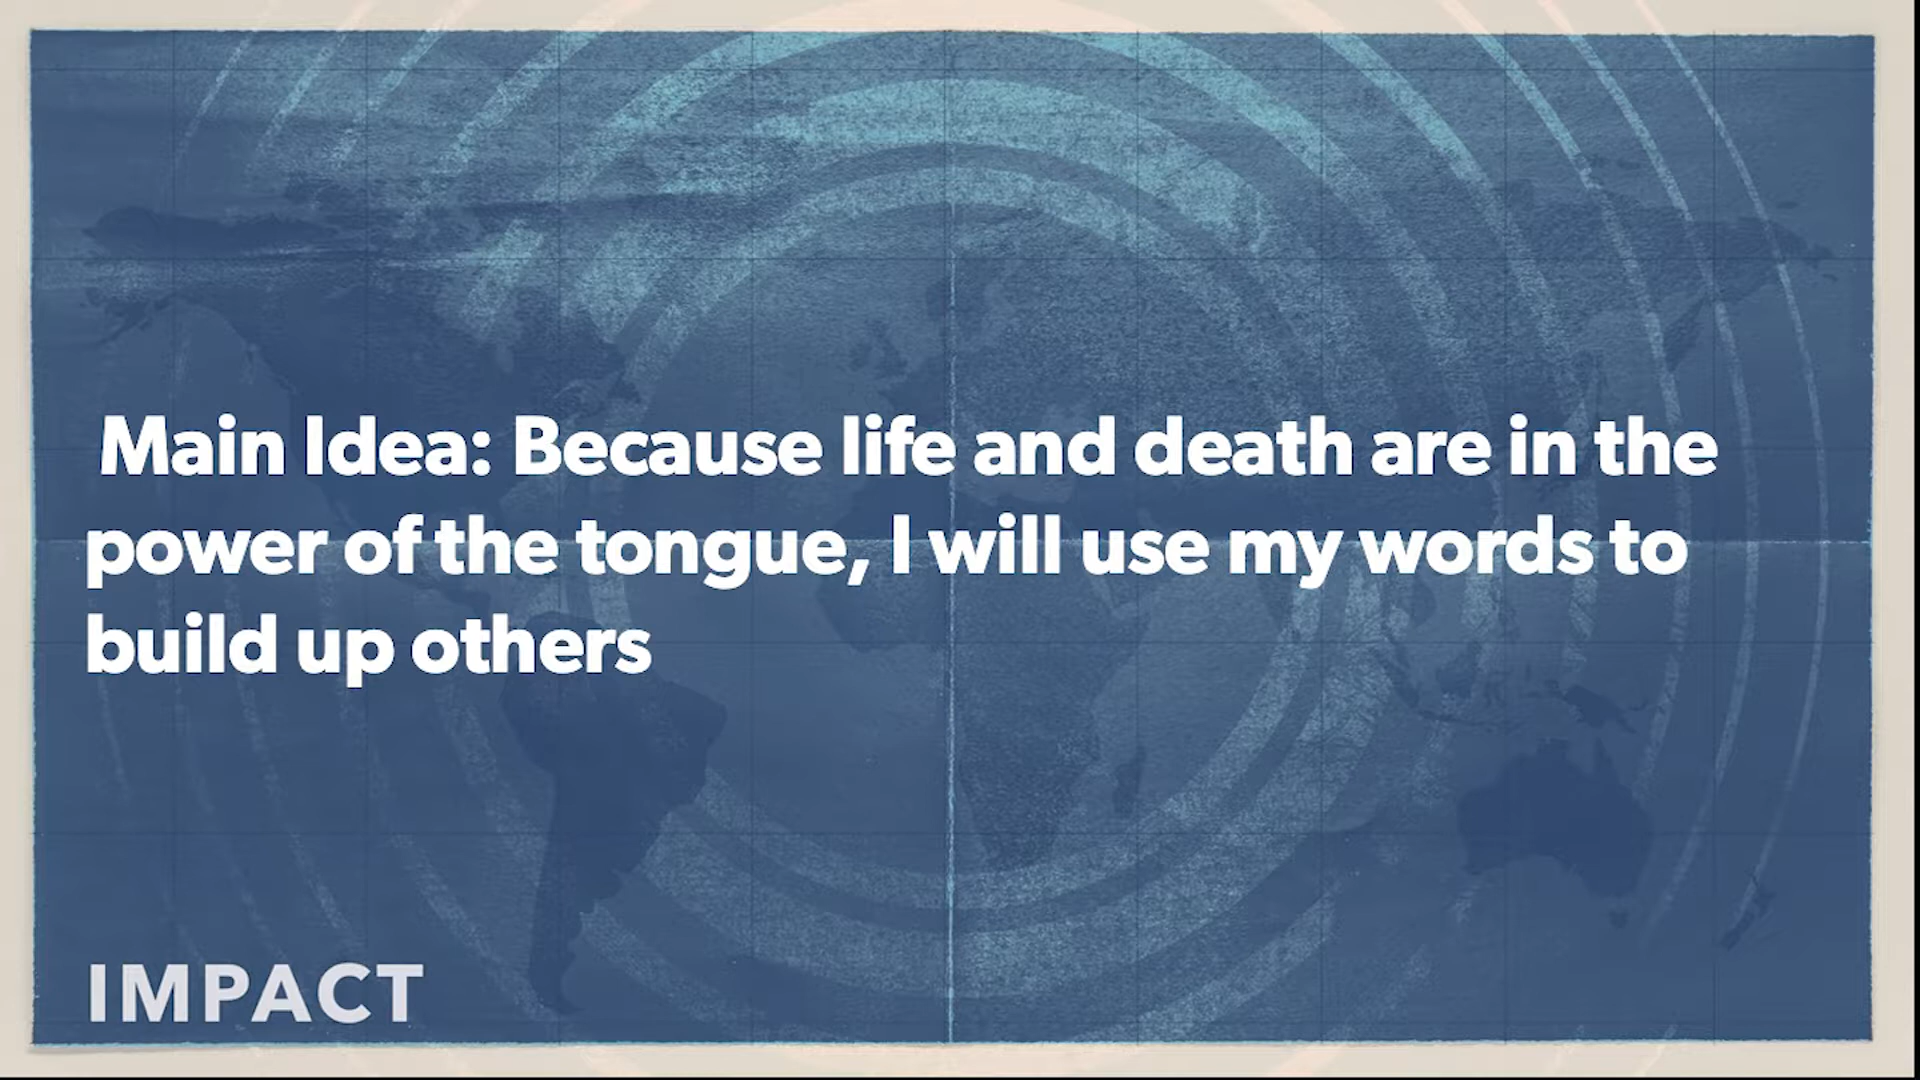 Main Idea: Because life and death are in the
power of the tongue, I will use my words to
build up others
IMPACT